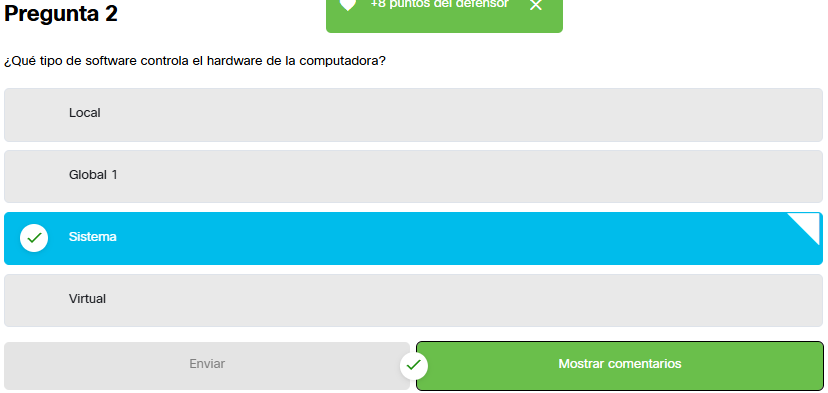 Pregunta 2
+8 puntos del defensor
¿Qué tipo de software controla el hardware de la computadora?
Local
Global 1
Sistema
Virtual
Enviar
Mostrar comentarios